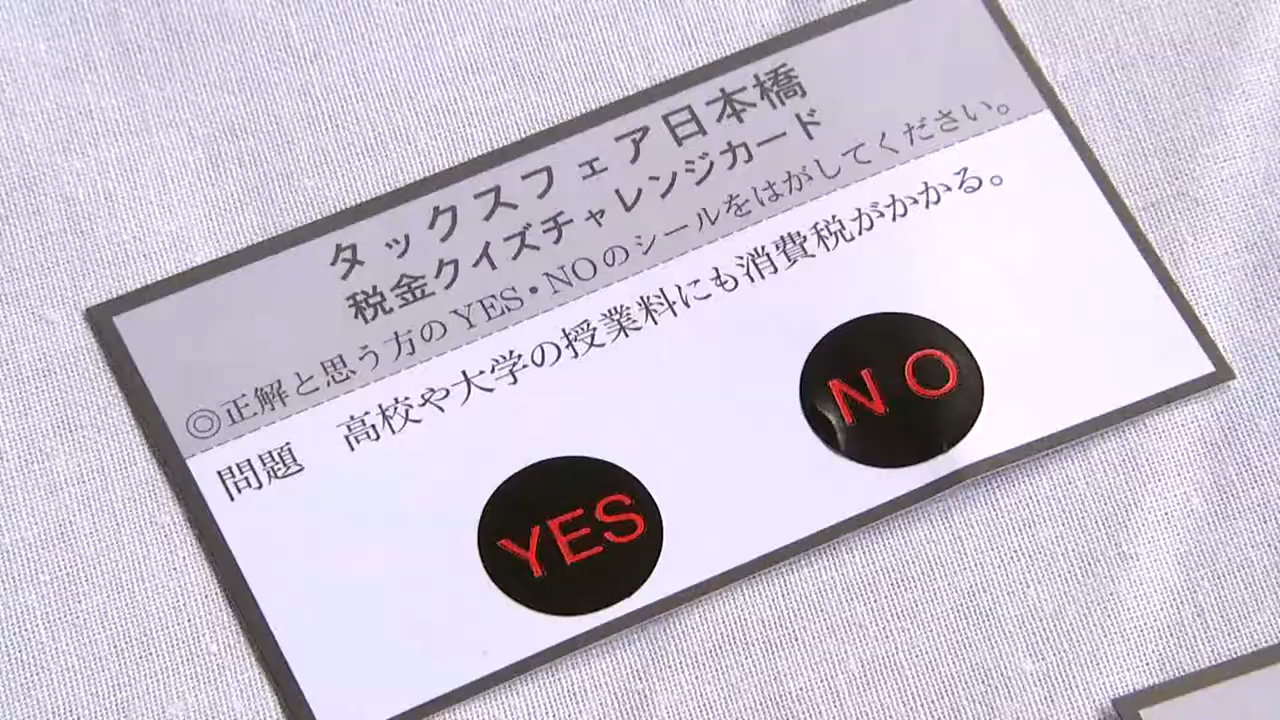 タックスフェア日本橋
税金クイズチャレンジカード
◎正解と思う方のYES・NOのシールをはがしてください。
問題　高校や大学の授業料にも消費税がかかる。
YES
NO